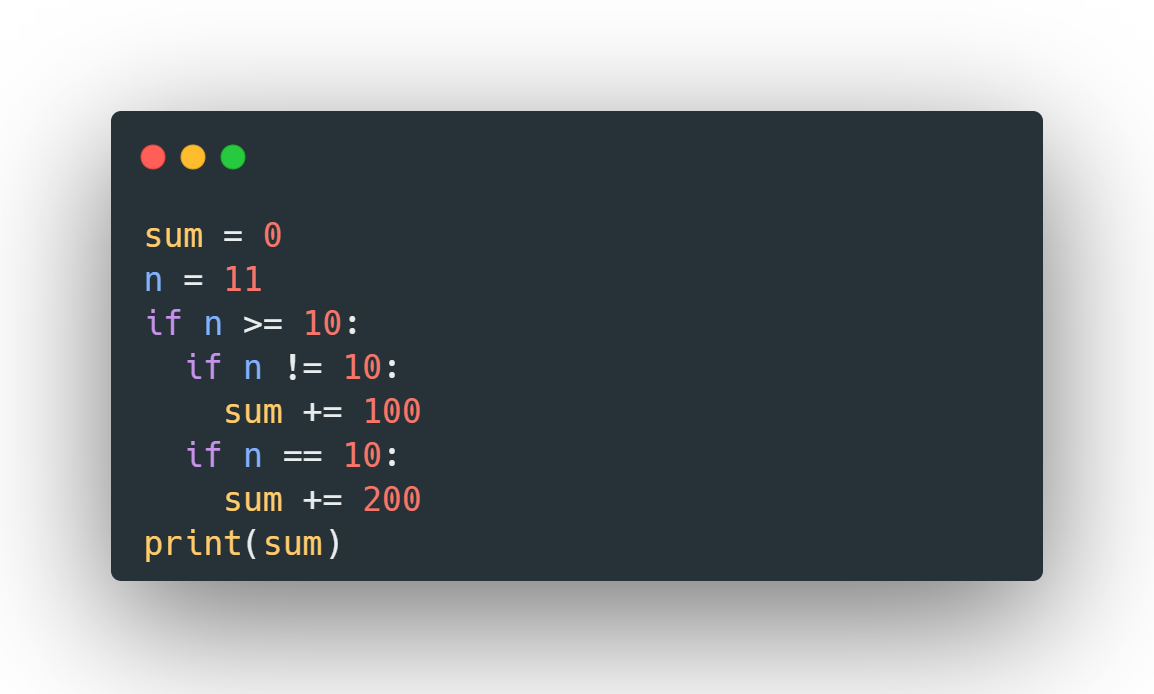 sum = 0
n = 11
if n >= 10:
  if n != 10:
    sum += 100
  if n == 10:
    sum += 200
print(sum)